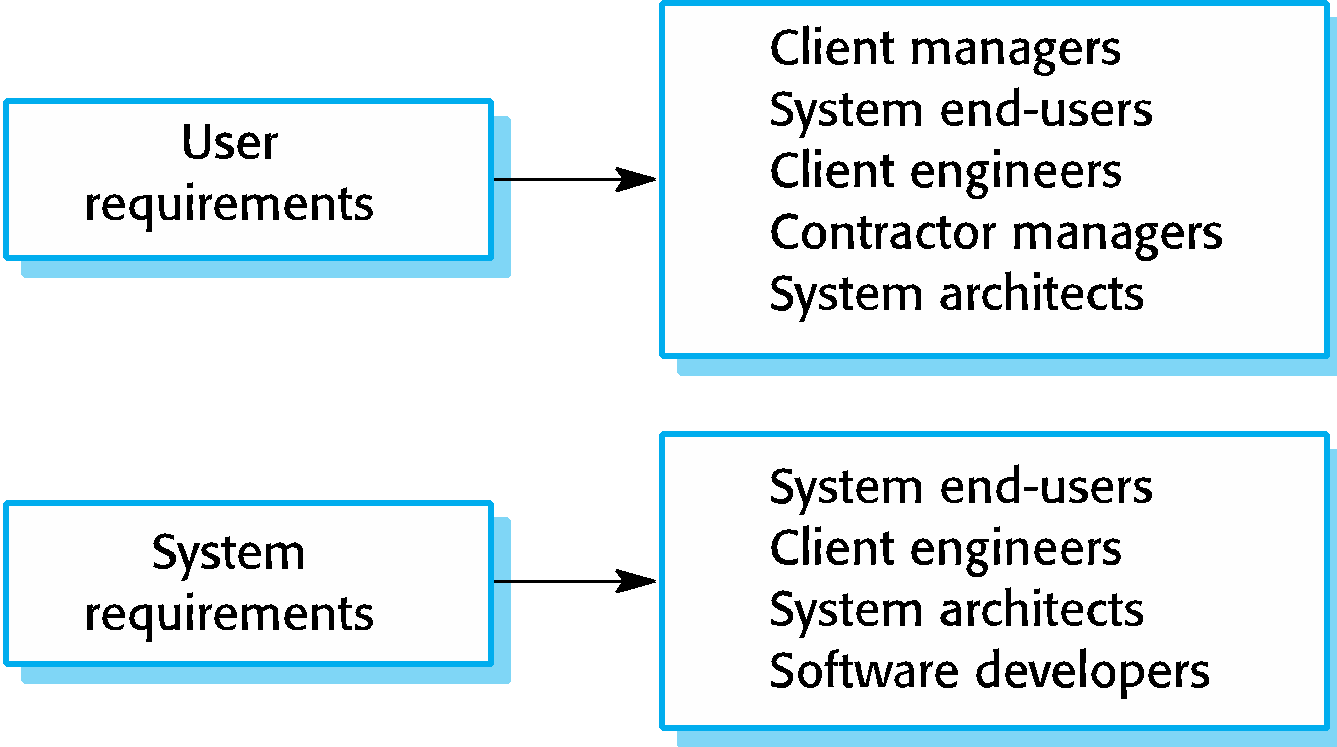 User
requirements
Client managers
System end-users
Client engineers
Contractor managers
System architects
System
requirements
System end-users
Client engineers
System architects
Software developers